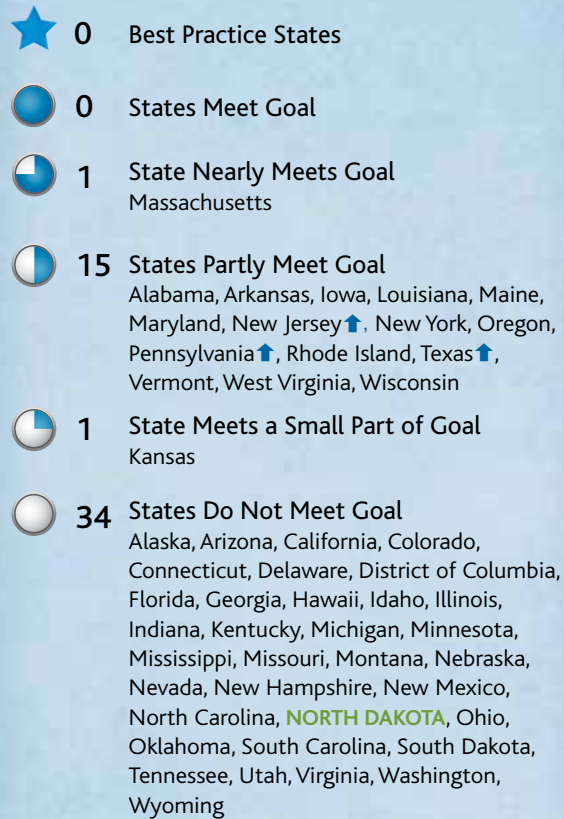 0 Best Practice States
0 States Meet Goal
1 State Nearly Meets Goal
Massachusetts
15 States Partly Meet Goal
Alabama, Arkansas, Iowa, Louisiana, Maine,
Maryland, New Jersey⬆, New York, Oregon,
Pennsylvania⬆, Rhode Island, Texas⬆,
Vermont, West Virginia, Wisconsin
1 State Meets a Small Part of Goal
Kansas
34 States Do Not Meet Goal
Alaska, Arizona, California, Colorado,
Connecticut, Delaware, District of Columbia,
Florida, Georgia, Hawaii, Idaho, Illinois,
Indiana, Kentucky, Michigan, Minnesota,
Mississippi, Missouri, Montana, Nebraska,
Nevada, New Hampshire, New Mexico,
North Carolina, NORTH DAKOTA, Ohio,
Oklahoma, South Carolina, South Dakota,
Tennessee, Utah, Virginia, Washington,
Wyoming